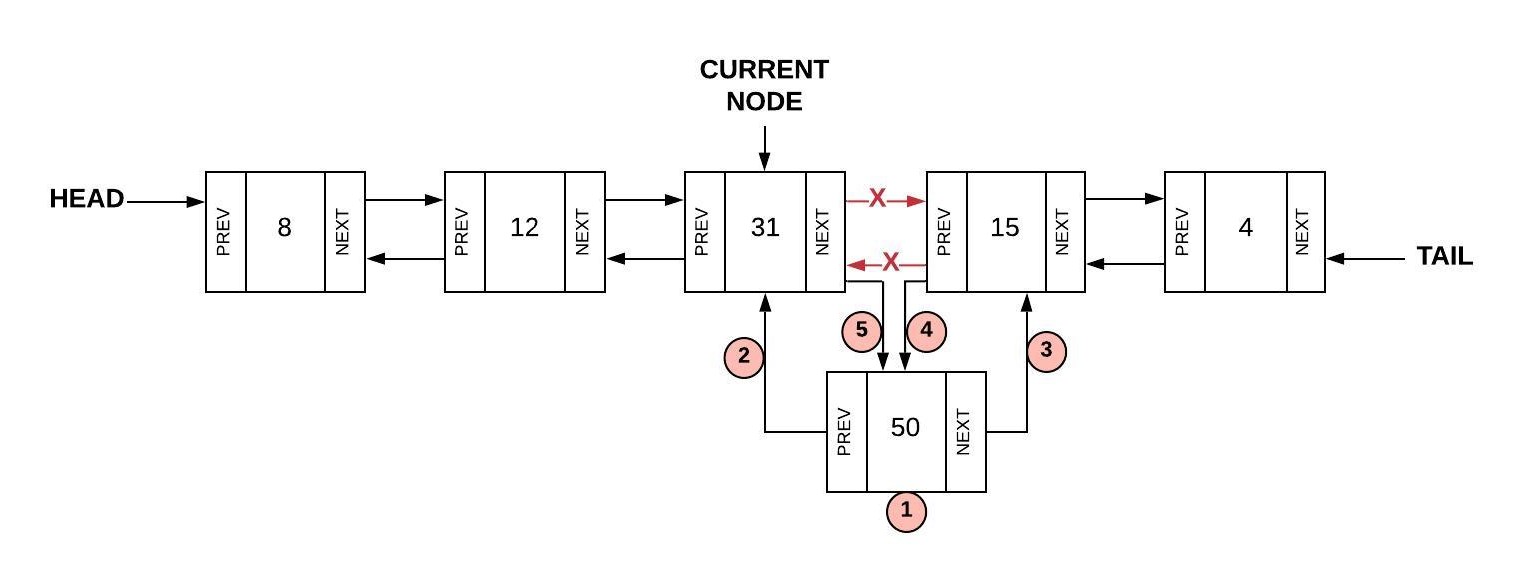 CURRENT
NODE
HEAD
PREV 8 NEXT
PREV 12 NEXT
PREV 31 NEXT
X
X
PREV 15 NEXT
PREV 4 NEXT
TAIL
2
5
4
3
PREV 50 NEXT
1